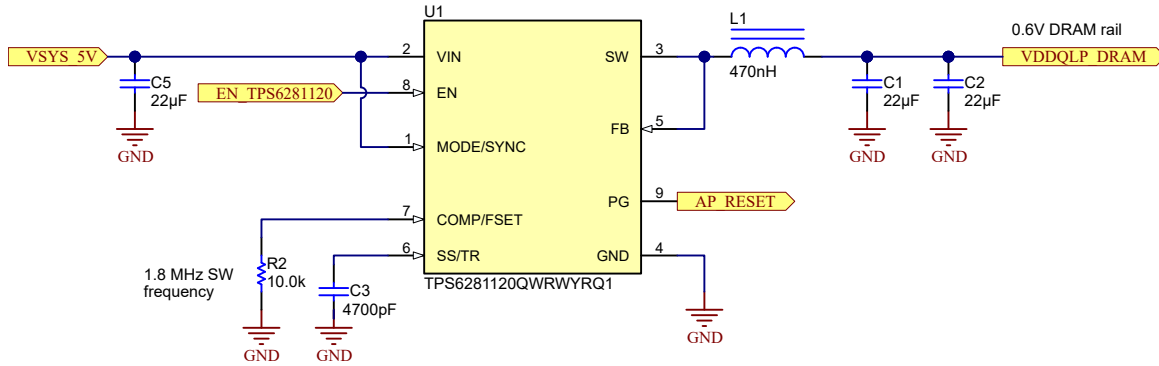 U1
L1
0.6V DRAM rail
VSYS_5V
2
VIN
SW
3
470nH
VDDQLP_DRAM
C5
22µF
C1
22µF
C2
22µF
EN_TPS6281120
8
EN
FB
5
GND
GND
GND
1
MODE/SYNC
PG
9
AP_RESET
7
COMP/FSET
6
SS/TR
GND
4
1.8 MHz SW
frequency
R2
10.0k
C3
4700pF
TPS6281120QWRWYRQ1
GND
GND
GND